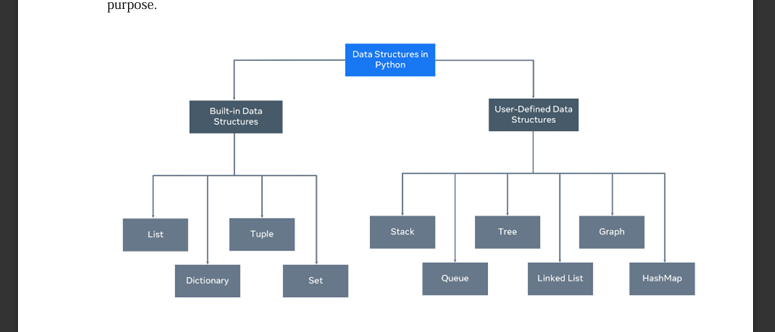 purpose.
Data Structures in
Python
Built-in Data
Structures
User-Defined Data
Structures
List
Tuple
Dictionary
Set
Stack
Tree
Graph
Queue
Linked List
HashMap